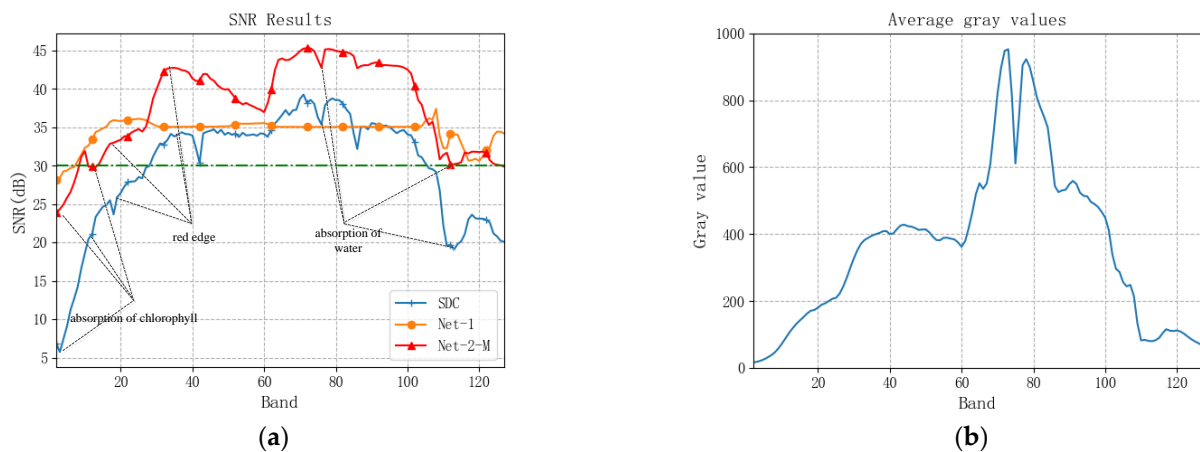 SNR Results
45
40
35
30
25
20
15
10
5
SNR(dB)
red edge
absorption of
water
absorption of chlorophyll
SDC
Net-1
Net-2-M
20 40 60 80 100 120
Band
(a)
Average gray values
1000
800
600
400
200
0
Gray value
20 40 60 80 100 120
Band
(b)